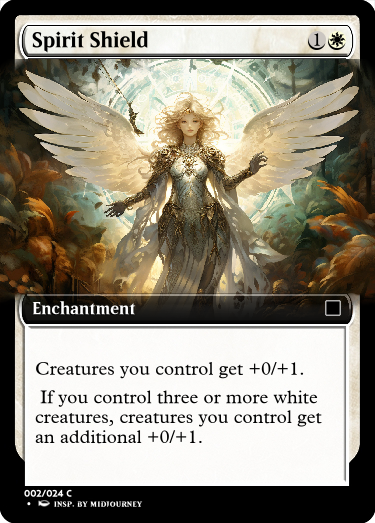 Spirit Shield 1
Enchantment
Creatures you control get +0/+1.
If you control three or more white
creatures, creatures you control get
an additional +0/+1.
002/024 C
• INSP. BY MIDJOURNEY